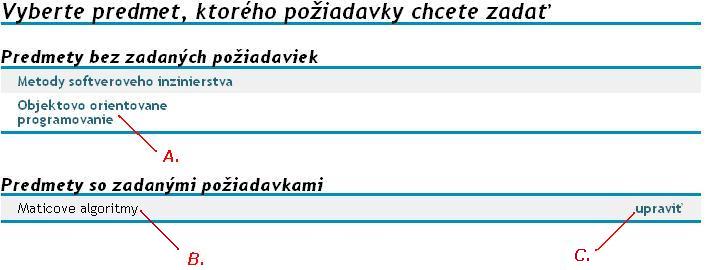 Vyberte predmet, ktorého požiadavky chcete zadať
Predmety bez zadaných požiadaviek
Metody softveroveho inzinierstva
Objektovo orientovane
programovanie
A.
Predmety so zadanými požiadavkami
Maticove algoritmy
upraviť
B.
C.